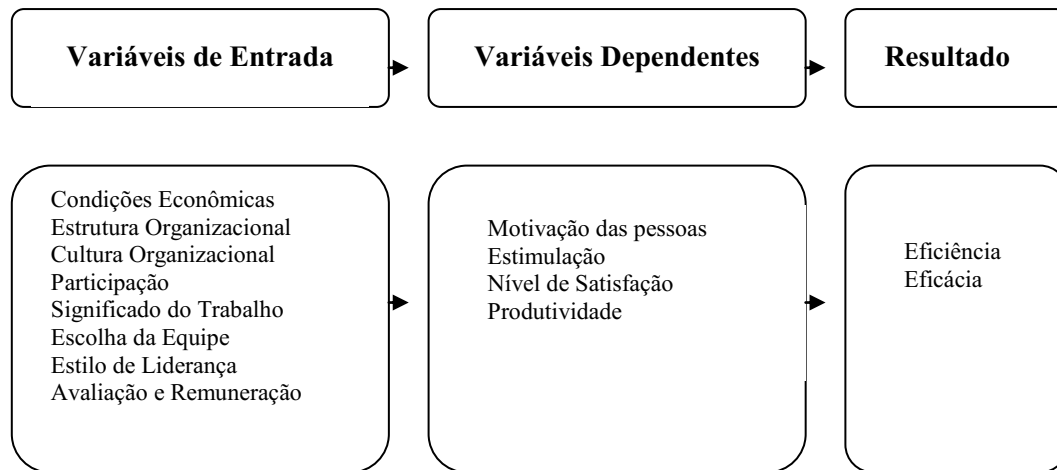 Variáveis de Entrada
Variáveis Dependentes
Resultado
Condições Econômicas
Estrutura Organizacional
Cultura Organizacional
Participação
Significado do Trabalho
Escolha da Equipe
Estilo de Liderança
Avaliação e Remuneração
Motivação das pessoas
Estimulação
Nível de Satisfação
Produtividade
Eficiência
Eficácia